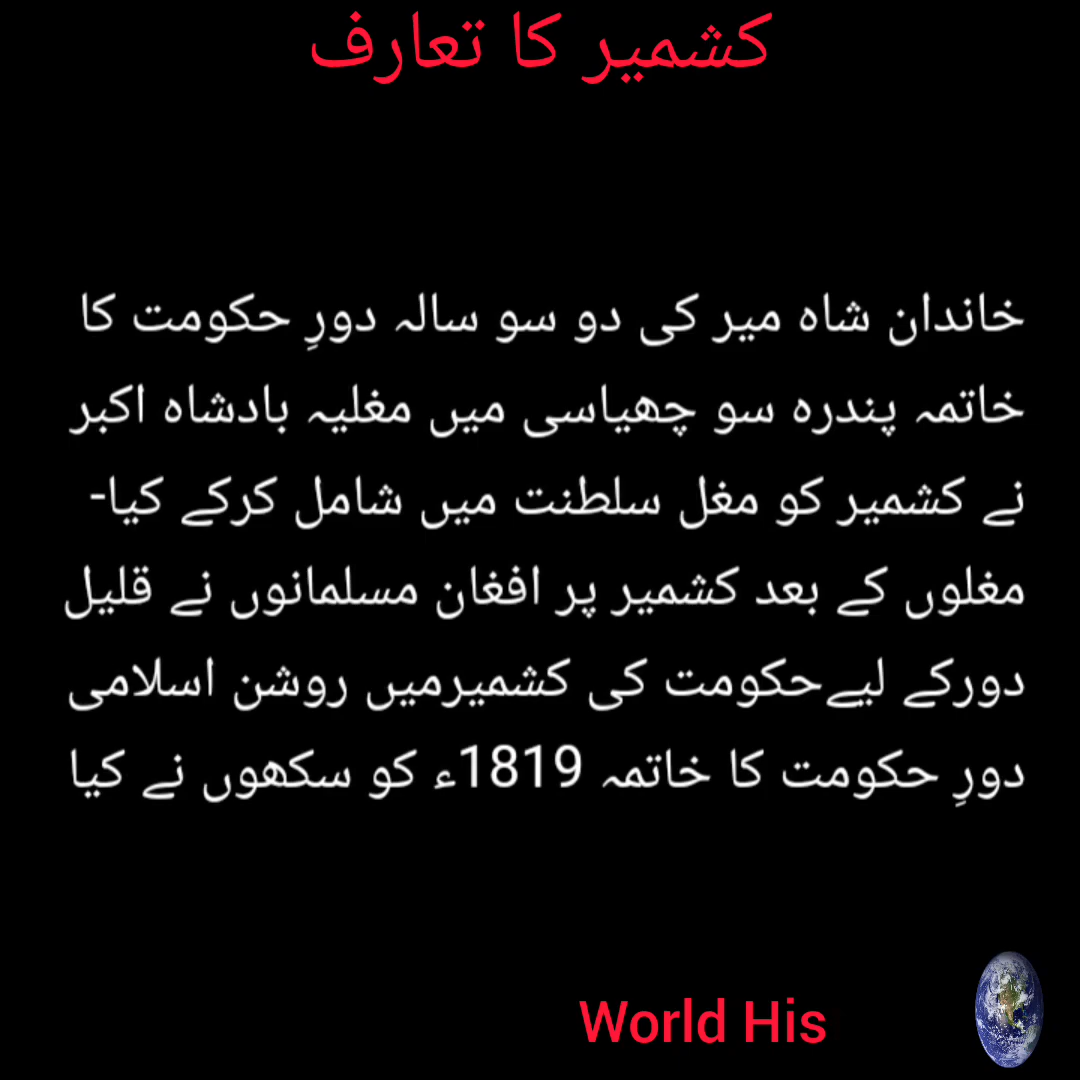 کشمیر کا تعارف
خاندان شاہ میر کی دو سو سالہ دورِ حکومت کا
خاتمہ پندرہ سو چھیاسی میں مغلیہ بادشاہ اکبر
نے کشمیر کو مغل سلطنت میں شامل کرکے کیا-
مغلوں کے بعد کشمیر پر افغان مسلمانوں نے قلیل
دورکے لیےحکومت کی کشمیرمیں روشن اسلامی
دورِ حکومت کا خاتمہ 1819ء کو سکھوں نے کیا
World His